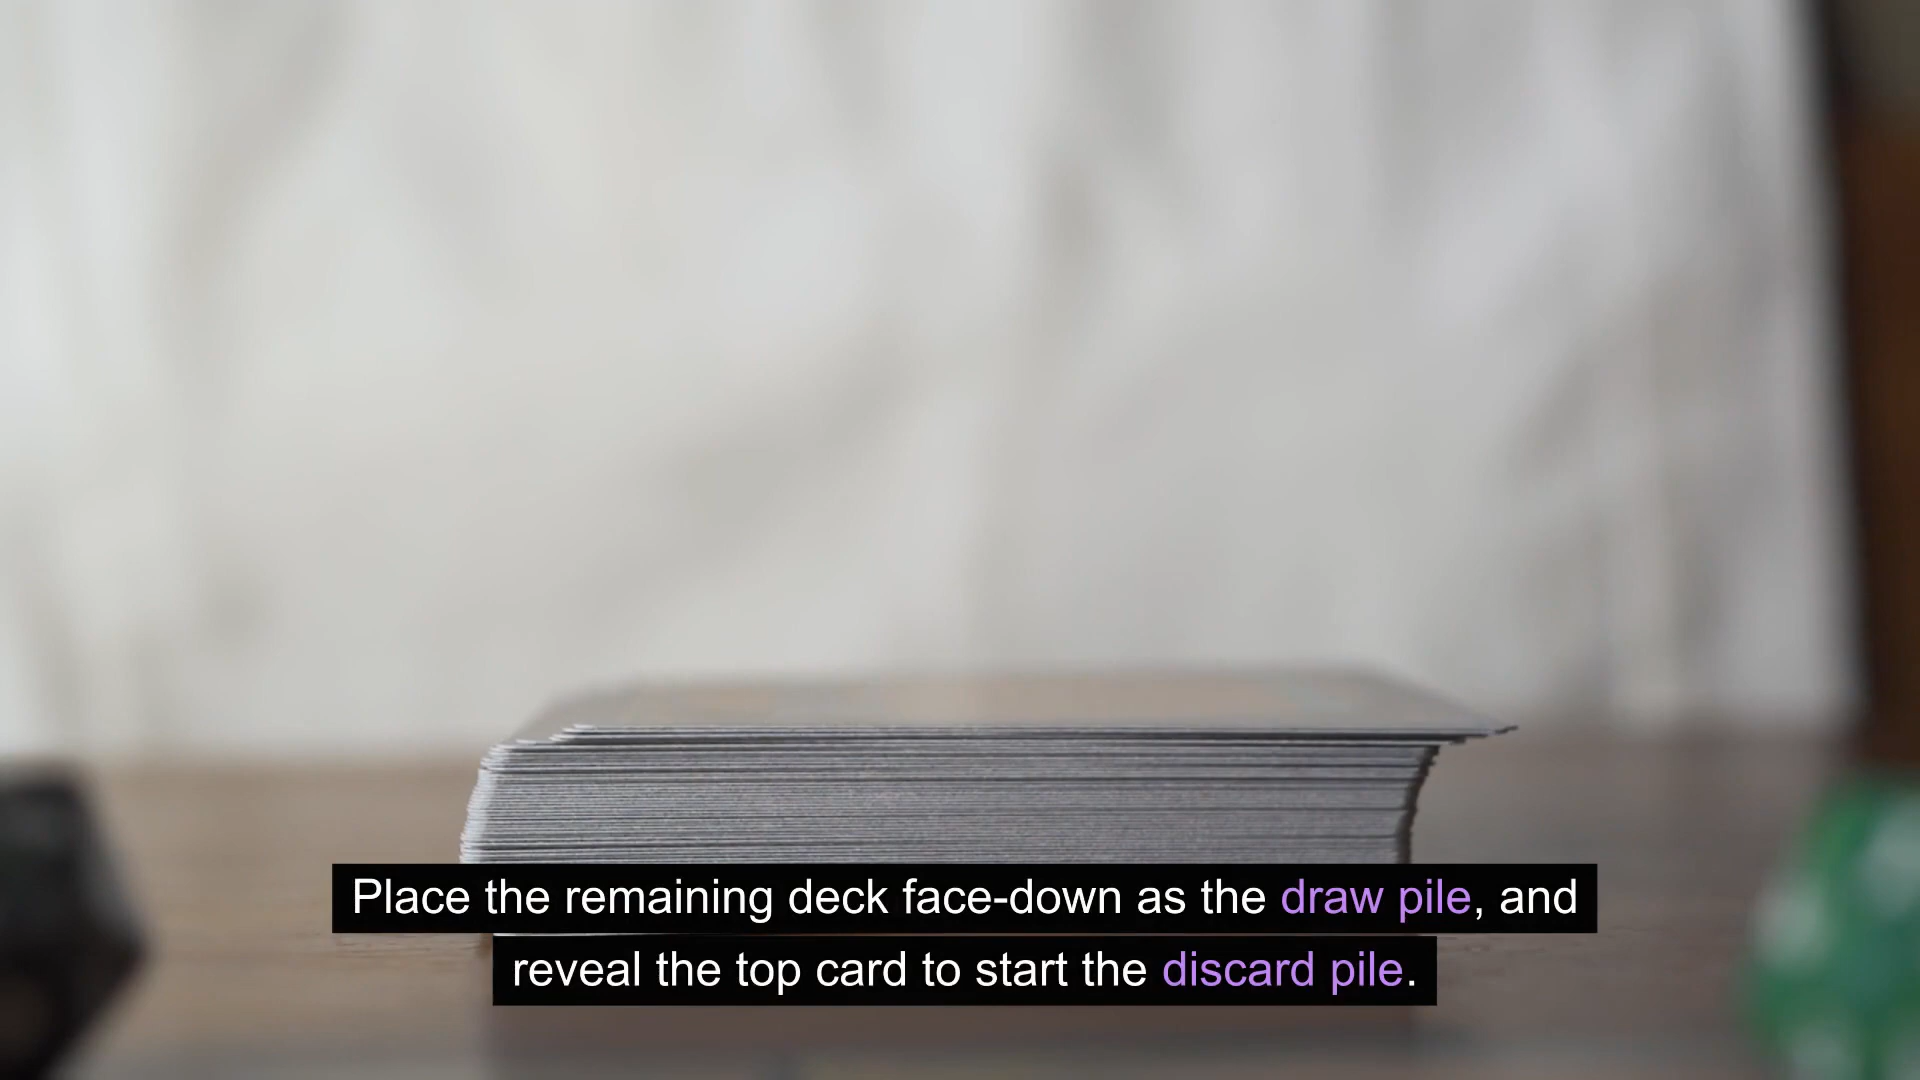 Place the remaining deck face-down as the draw pile, and
reveal the top card to start the discard pile.